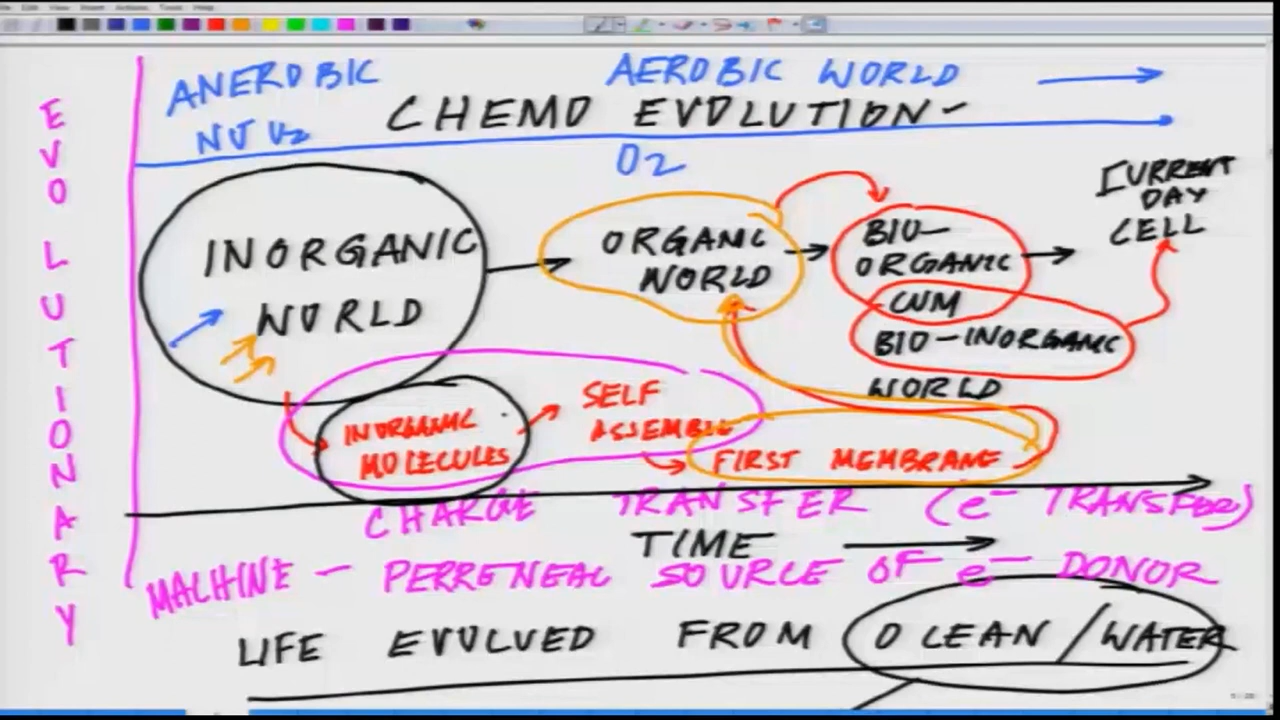 EVOLUTIONARY
ANEROBIC
AEROBIC WORLD
CHEMO EVOLUTION
NO O2
O2
INORGANIC
WORLD
ORGANIC
WORLD
BIO-
ORGANIC
CUM
BIO-INORGANIC
WORLD
CURRENT
DAY
CELL
INORGANIC
MOLECULES
SELF
ASSEMBLE
FIRST MEMBRANE
CHARGE TRANSFER (e- TRANSFER)
TIME
MACHINE - PERRENEAL SOURCE OF e- DONOR
LIFE EVOLVED FROM OCEAN/WATER